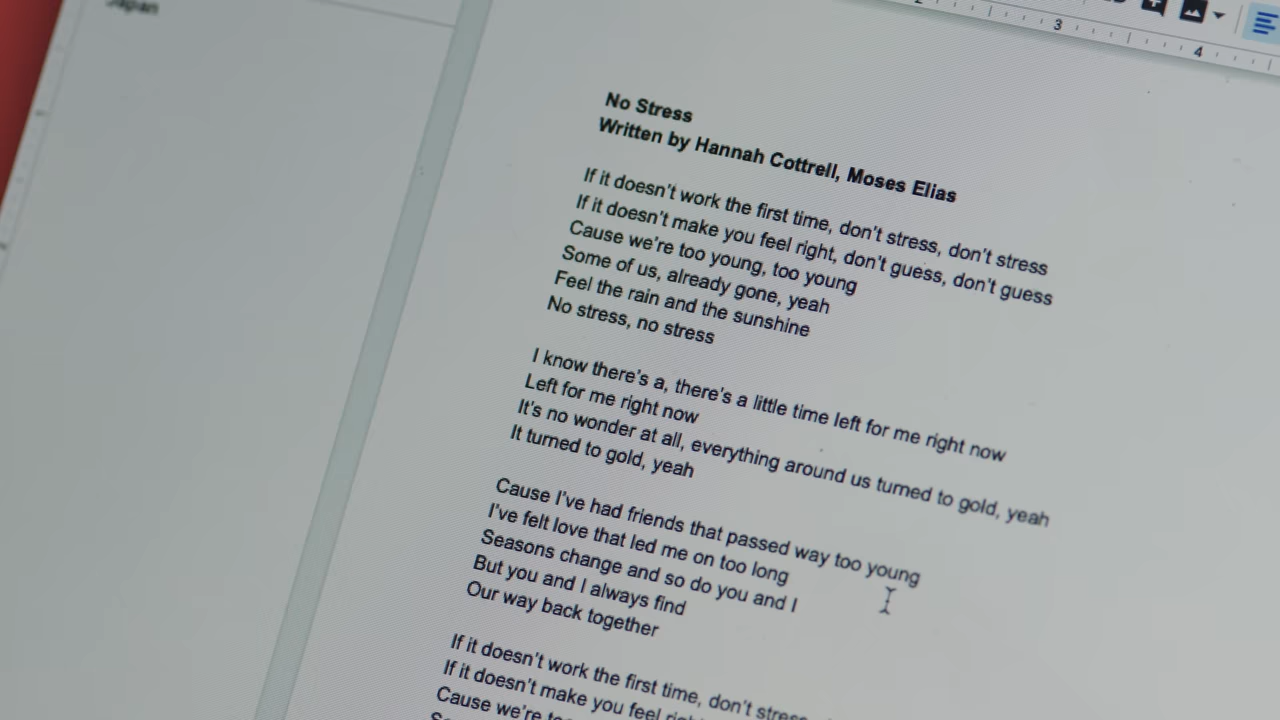 Japan
2
3
4
No Stress
Written by Hannah Cottrell, Moses Elias
If it doesn't work the first time, don't stress, don't stress
If it doesn't make you feel right, don't guess, don't guess
Cause we're too young, too young
Some of us, already gone, yeah
Feel the rain and the sunshine
No stress, no stress
I know there's a, there's a little time left for me right now
Left for me right now
It's no wonder at all, everything around us turned to gold, yeah
It turned to gold, yeah
Cause I've had friends that passed way too young
I've felt love that led me on too long
Seasons change and so do you and I
But you and I always find
Our way back together
If it doesn't work the first time, don't stress,
If it doesn't make you feel right
Cause we're too